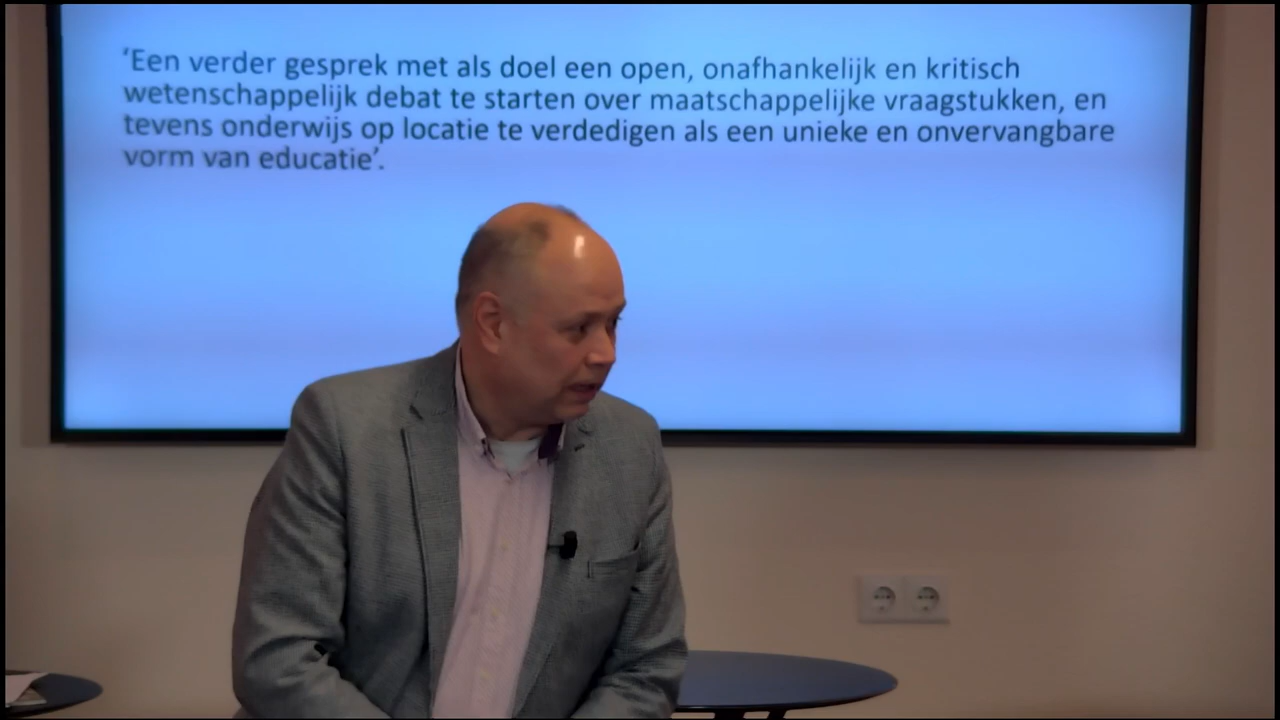 ‘Een verder gesprek met als doel een open, onafhankelijk en kritisch
wetenschappelijk debat te starten over maatschappelijke vraagstukken, en
tevens onderwijs op locatie te verdedigen als een unieke en onvervangbare
vorm van educatie’.